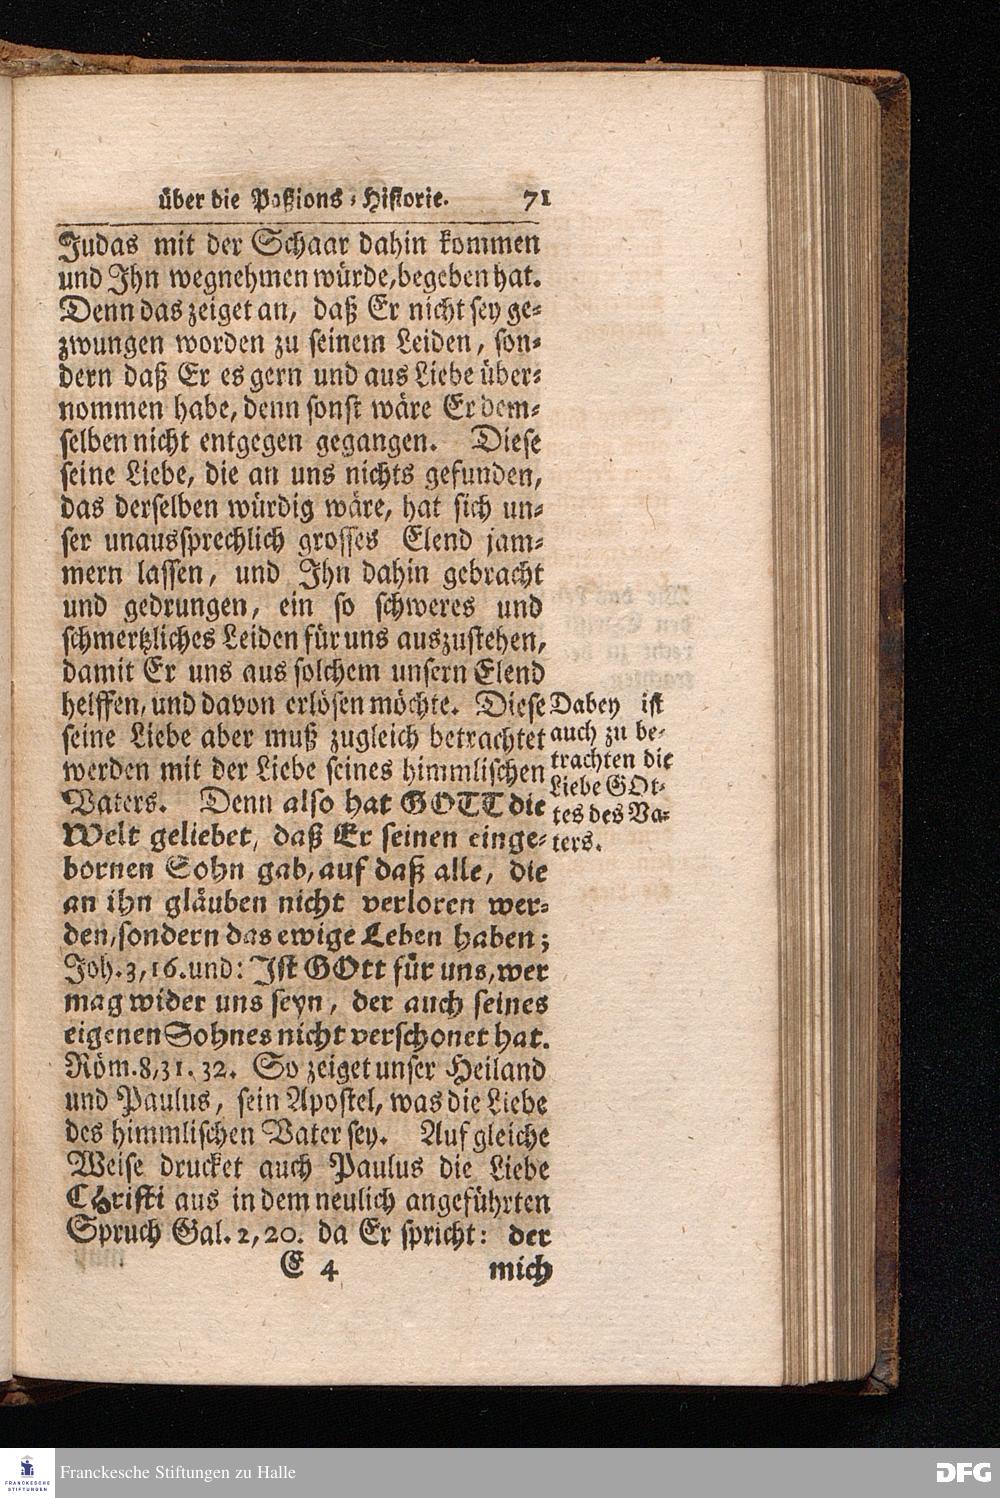 über die Paßions-Historie. 71
Judas mit der Schaar dahin kommen
und Ihn wegnehmen würde, begeben hat.
Denn das zeiget an, daß Er nicht sey ge-
zwungen worden zu seinem Leiden, son-
dern daß Er es gern und aus Liebe über-
nommen habe, denn sonst wäre Er dem-
selben nicht entgegen gegangen. Diese
seine Liebe, die an uns nichts gefunden,
das derselben würdig wäre, hat sich un-
ser unaussprechlich grosses Elend jam-
mern lassen, und Ihn dahin gebracht
und gedrungen, ein so schweres und
schmertzliches Leiden für uns auszustehen,
damit Er uns aus solchem unsern Elend
helffen, und davon erlösen möchte. Diese
seine Liebe aber muß zugleich betrachtet
werden mit der Liebe seines himmlischen
Vaters. Denn also hat GOTT die
Welt geliebet, daß Er seinen einge-
bornen Sohn gab, auf daß alle, die
an ihn gläuben nicht verloren wer-
den, sondern das ewige Leben haben;
Joh. 3, 16. und: Ist GOtt für uns, wer
mag wider uns seyn, der auch seines
eigenen Sohnes nicht verschonet hat.
Röm. 8, 31. 32. So zeiget unser Heiland
und Paulus, sein Apostel, was die Liebe
des himmlischen Vater sey. Auf gleiche
Weise drucket auch Paulus die Liebe
Christi aus in dem neulich angeführten
Spruch Gal. 2, 20. da Er spricht: der
E 4 mich
Dabey ist
auch zu be-
trachten die
Liebe GOt-
tes des Va-
ters.
FRANCKESCHE
STIFTUNGEN
Franckesche Stiftungen zu Halle
DFG